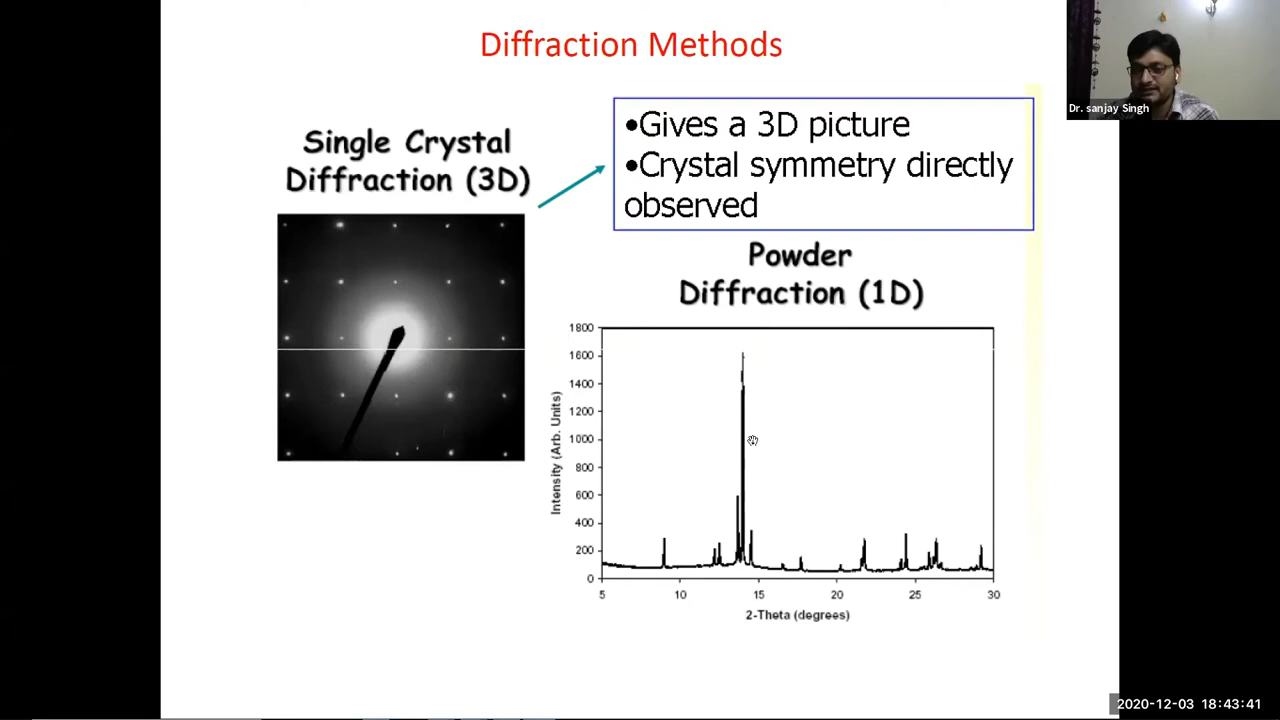 Diffraction Methods
Dr. sanjay Singh
•Gives a 3D picture
•Crystal symmetry directly
observed
Single Crystal
Diffraction (3D)
Powder
Diffraction (1D)
1800
1600
1400
1200
1000
800
600
400
200
0
Intensity (Arb. Units)
5 10 15 20 25 30
2-Theta (degrees)
2020-12-03 18:43:41